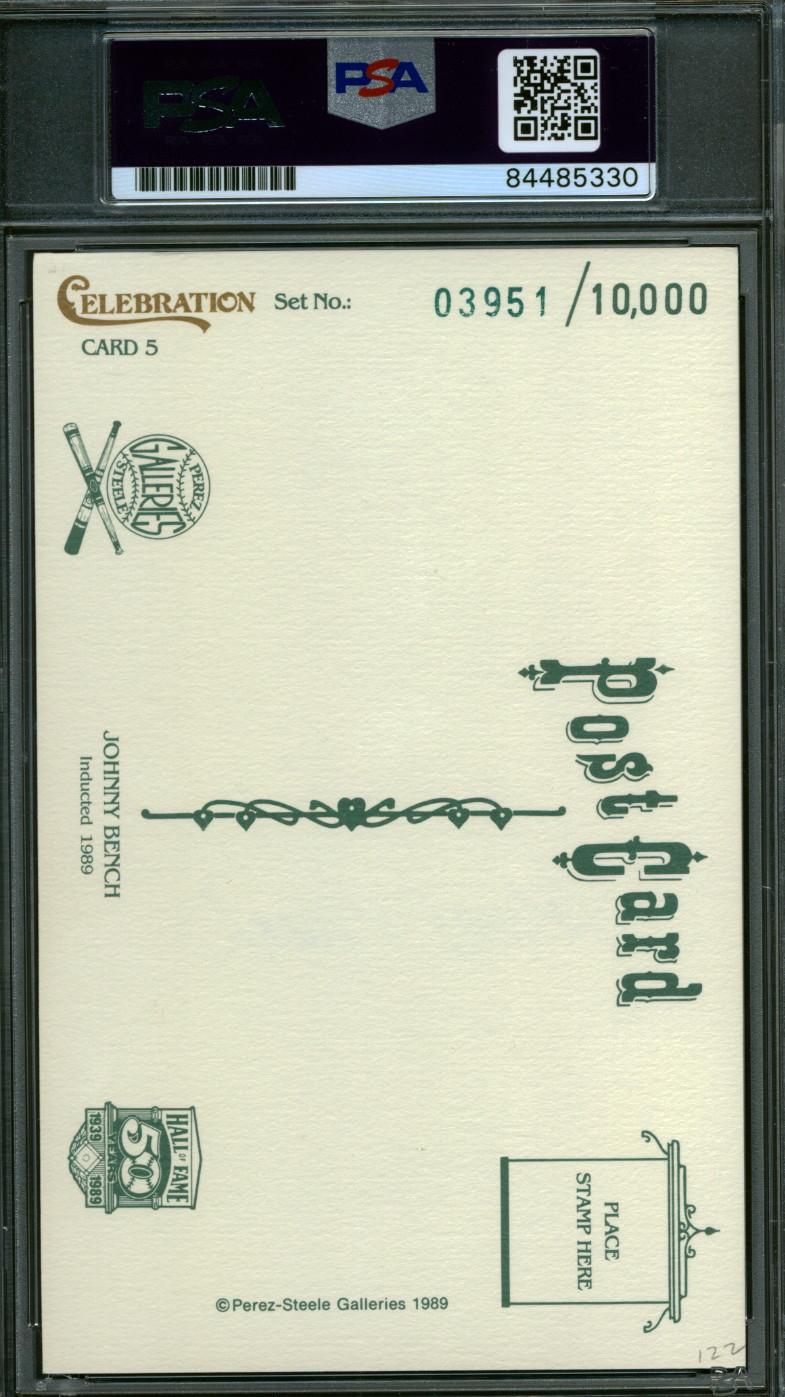 PSA
PSA
84485330
CELEBRATION Set No.: 03951 /10,000
CARD 5
PEREZ
GALLERIES
STEELE
Post Card
JOHNNY BENCH
Inducted 1989
HALL OF FAME
50
YEARS
1939 1989
PLACE
STAMP HERE
©Perez-Steele Galleries 1989
122